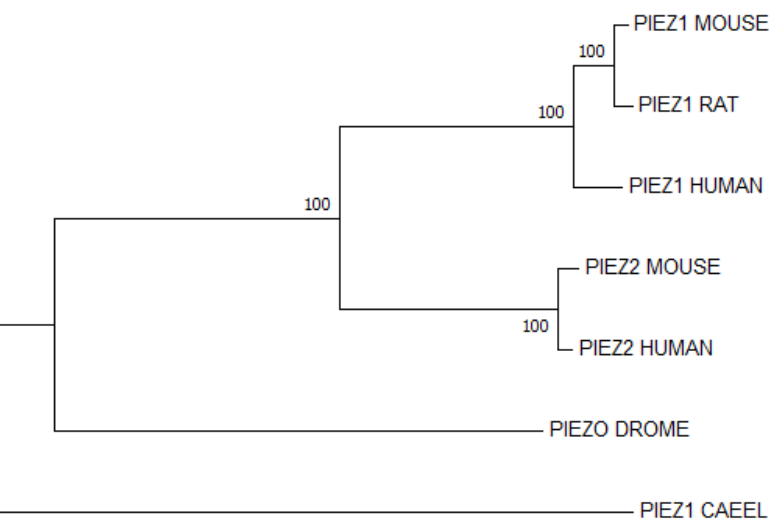 PIEZ1 MOUSE
100
PIEZ1 RAT
100
PIEZ1 HUMAN
100
PIEZ2 MOUSE
100
PIEZ2 HUMAN
PIEZO DROME
PIEZ1 CAEEL